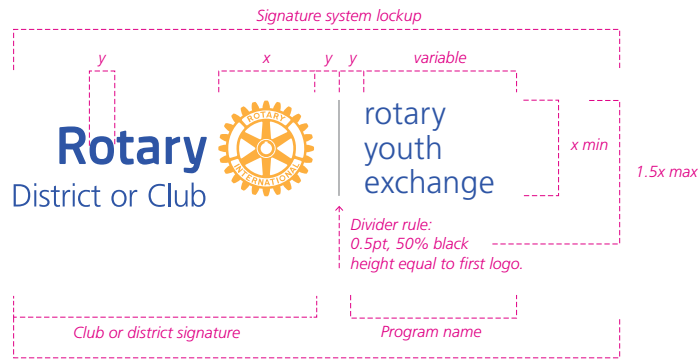 Signature system lockup
y
x
y
y
variable
Rotary
District or Club
ROTARY
INTERNATIONAL
rotary
youth
exchange
x min
1.5x max
Divider rule:
0.5pt, 50% black
height equal to first logo.
Club or district signature
Program name